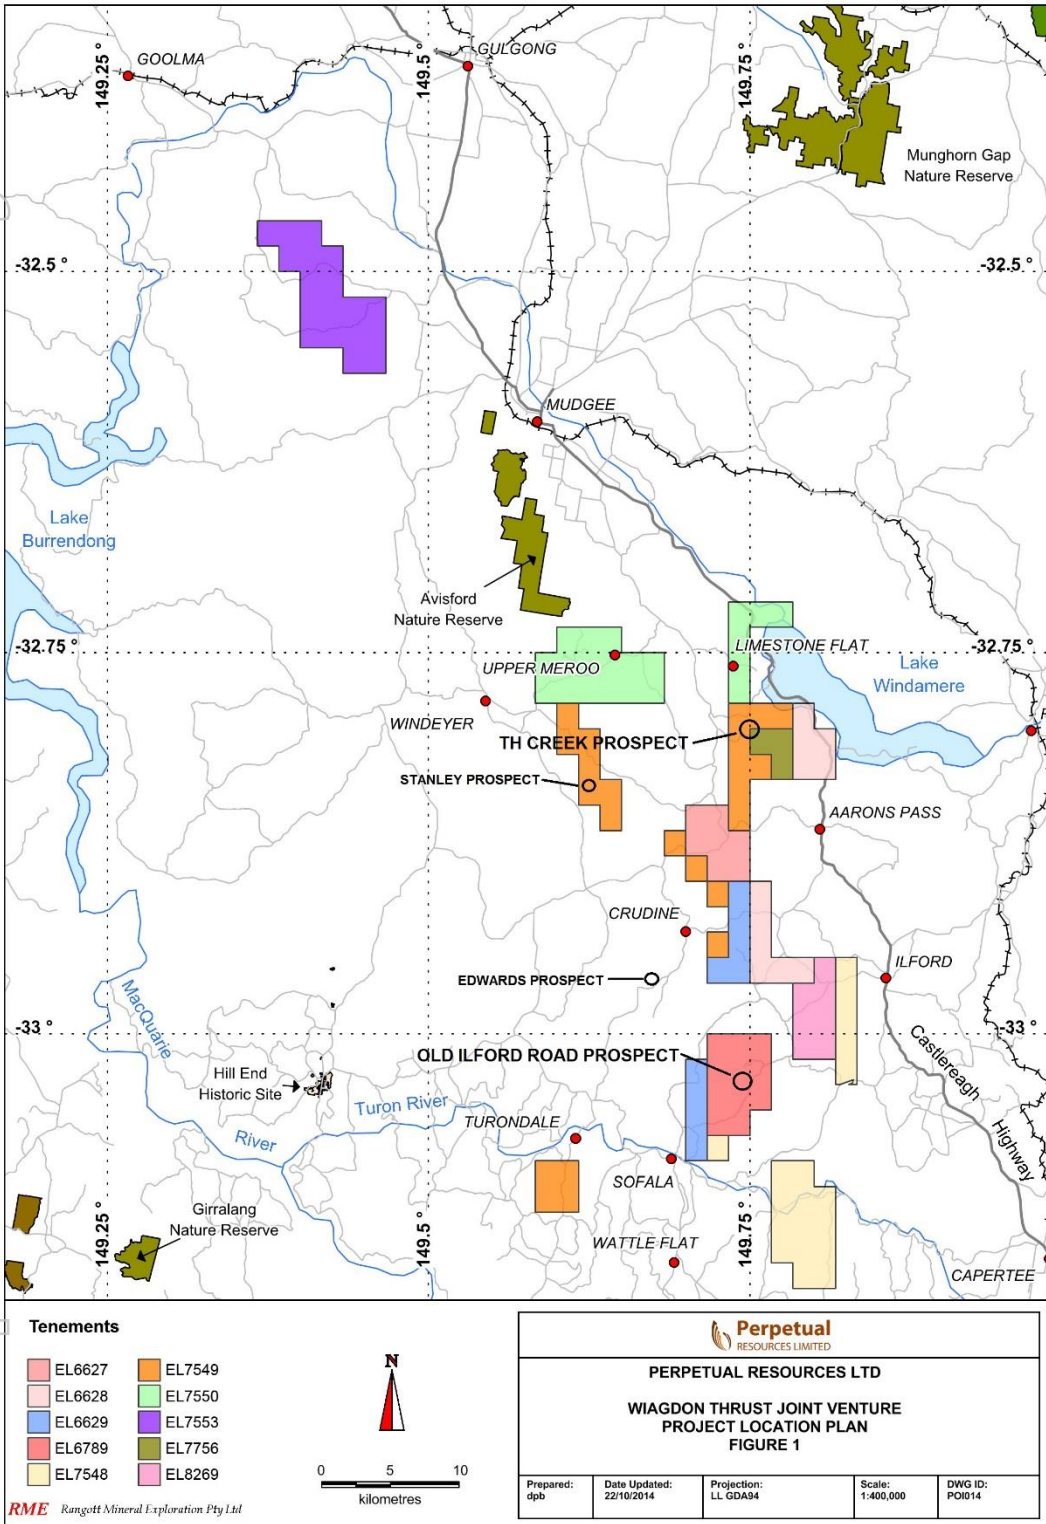 GOOLMA
GULGONG
149.25 °
149.5 °
149.75 °
Munghorn Gap
Nature Reserve
-32.5 °
-32.5 °
MUDGEE
Lake
Burrendong
Avisford
Nature Reserve
-32.75 °
-32.75 °
UPPER MEROO
LIMESTONE FLAT
Lake
Windamere
WINDEYER
TH CREEK PROSPECT
STANLEY PROSPECT
AARONS PASS
CRUDINE
EDWARDS PROSPECT
ILFORD
MacQuarie
River
-33 °
-33 °
OLD ILFORD ROAD PROSPECT
Castlereagh
Highway
Hill End
Historic Site
Turon River
TURONDALE
SOFALA
Girralang
Nature Reserve
149.25 °
149.5 °
149.75 °
WATTLE FLAT
CAPERTEE
Tenements
EL6627
EL6628
EL6629
EL6789
EL7548
EL7549
EL7550
EL7553
EL7756
EL8269
N
0 5 10
kilometres
RME Rangott Mineral Exploration Pty Ltd
Perpetual
RESOURCES LIMITED
PERPETUAL RESOURCES LTD
WIAGDON THRUST JOINT VENTURE
PROJECT LOCATION PLAN
FIGURE 1
Prepared:
dpb
Date Updated:
22/10/2014
Projection:
LL GDA94
Scale:
1:400,000
DWG ID:
POI014